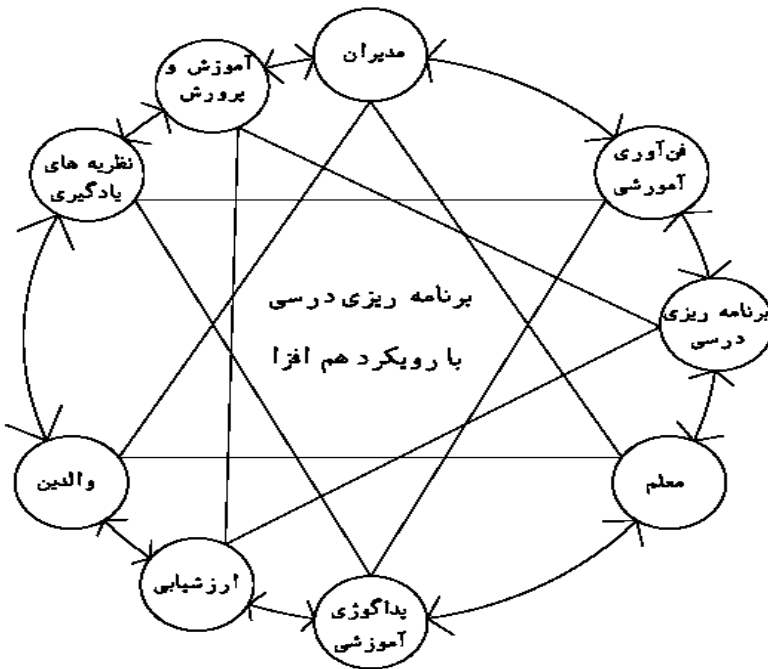 مدیران
آموزش و
پرورش
فن‌آوری
آمورشی
نظریه های
یادگیری
برنامه ریزی
درسی
برنامه ریزی درسی
با رویکرد هم افزا
والدین
معلم
ارزشیابی
پداگوژی
آموزشی